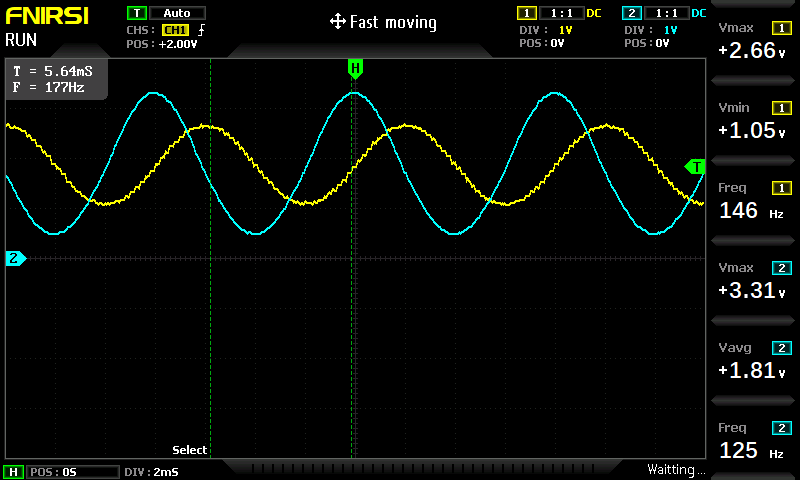 FNIRSI
RUN
T Auto
CHS: CH1
POS: +2.00V
Fast moving
1 1:1 DC
DIV: 1V
POS: 0V
2 1:1 DC
DIV: 1V
POS: 0V
T = 5.64mS
F = 177Hz
H
T
2
Select
Vmax 1
+2.66 V
Vmin 1
+1.05 V
Freq 1
146 Hz
Vmax 2
+3.31 V
Vavg 2
+1.81 V
Freq 2
125 Hz
H POS: 0S DIV: 2mS
Waitting...